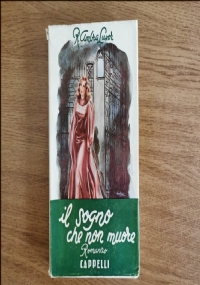 il sogno
che non muore
Romanzo
CAPPELLI